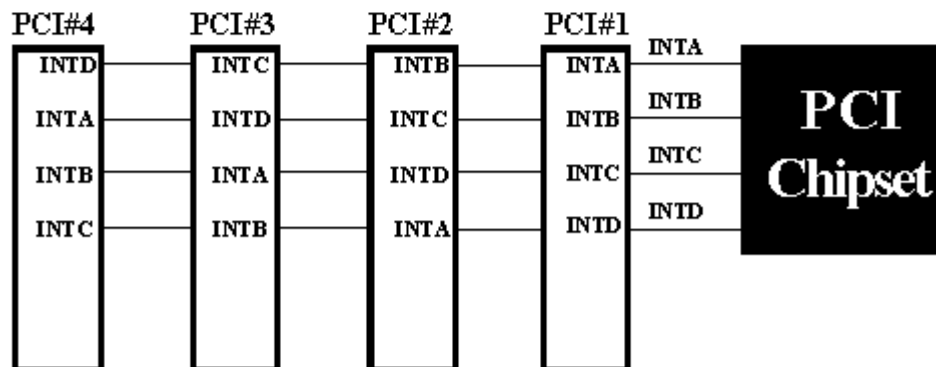 PCI#4 PCI#3 PCI#2 PCI#1
INTA
INTD INTC INTB INTA
INTB
INTA INTD INTC INTB
INTC
INTB INTA INTD INTC
INTD
INTC INTB INTA INTD
PCI
Chipset